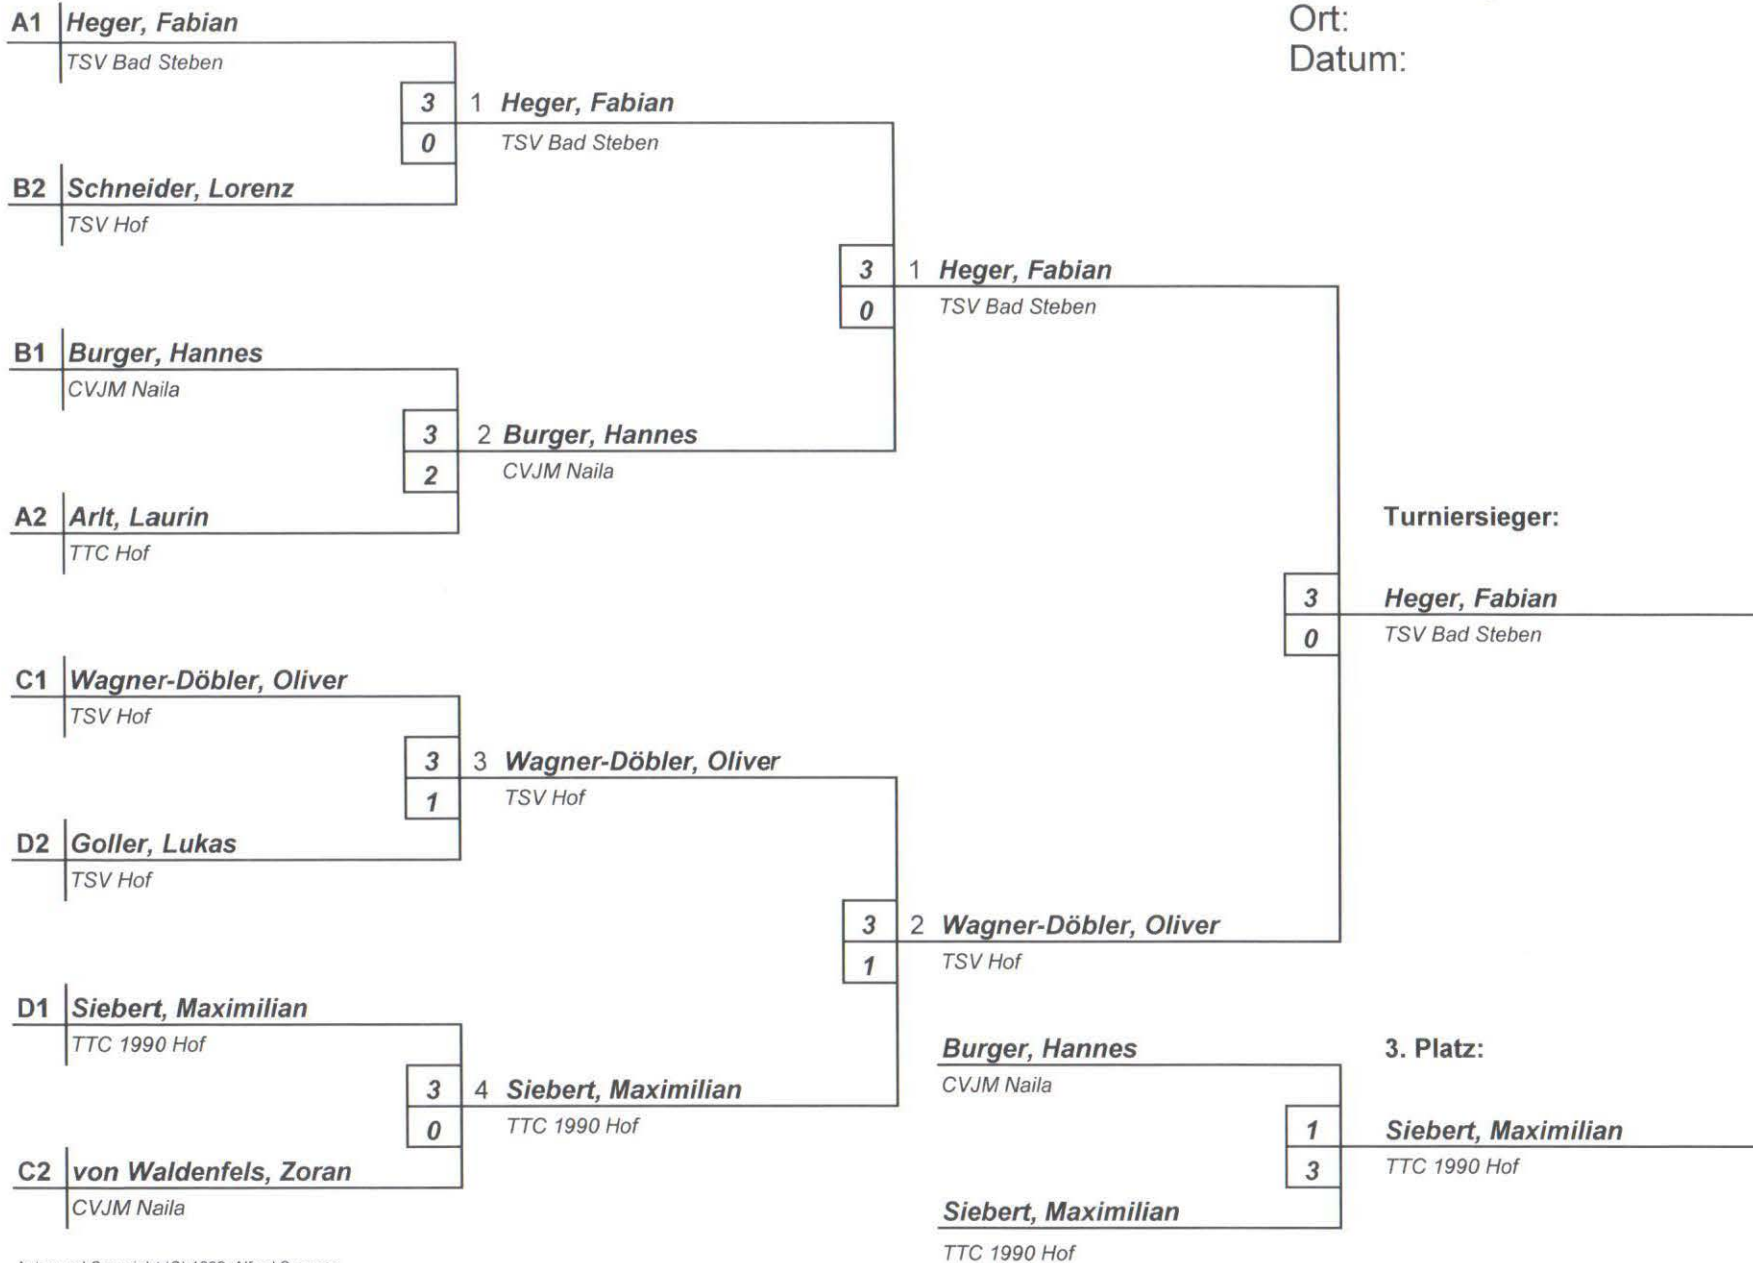 Ort:
Datum:
A1 Heger, Fabian
TSV Bad Steben
3 1 Heger, Fabian
0 TSV Bad Steben
B2 Schneider, Lorenz
TSV Hof
3 1 Heger, Fabian
0 TSV Bad Steben
B1 Burger, Hannes
CVJM Naila
3 2 Burger, Hannes
2 CVJM Naila
A2 Arlt, Laurin
TTC Hof
Turniersieger:
3 Heger, Fabian
0 TSV Bad Steben
C1 Wagner-Döbler, Oliver
TSV Hof
3 3 Wagner-Döbler, Oliver
1 TSV Hof
D2 Goller, Lukas
TSV Hof
3 2 Wagner-Döbler, Oliver
1 TSV Hof
D1 Siebert, Maximilian
TTC 1990 Hof
3 4 Siebert, Maximilian
0 TTC 1990 Hof
C2 von Waldenfels, Zoran
CVJM Naila
Burger, Hannes
CVJM Naila
3. Platz:
1 Siebert, Maximilian
3 TTC 1990 Hof
Siebert, Maximilian
TTC 1990 Hof